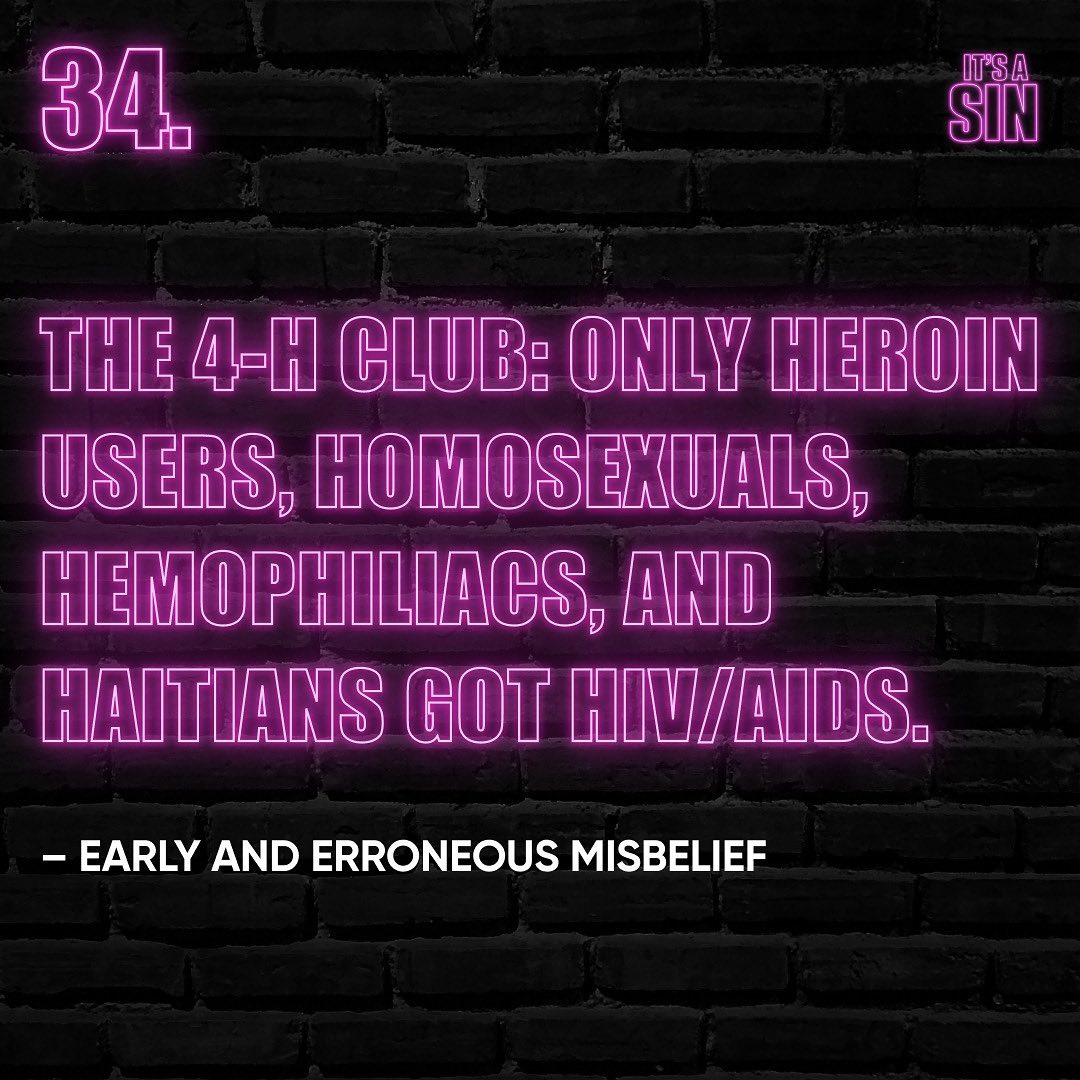 34.
IT'S A
SIN
THE 4-H CLUB: ONLY HEROIN
USERS, HOMOSEXUALS,
HEMOPHILIACS, AND
HAITIANS GOT HIV/AIDS.
– EARLY AND ERRONEOUS MISBELIEF